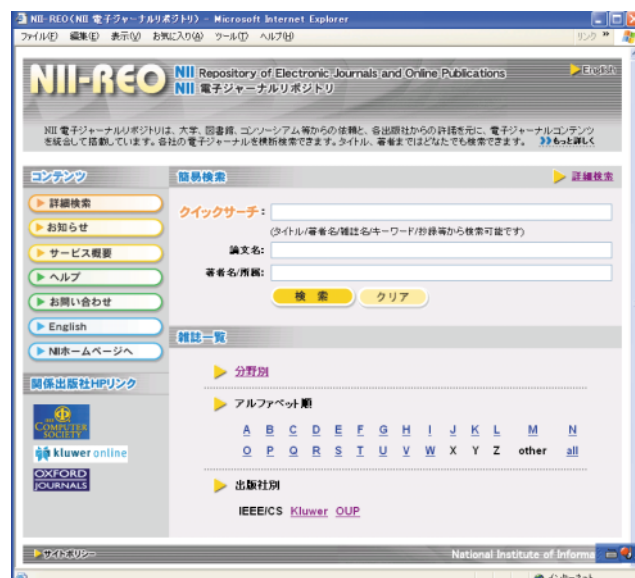 NII-REO(NII 電子ジャーナルリポジトリ) - Microsoft Internet Explorer
ファイル(F) 編集(E) 表示(V) お気に入り(A) ツール(T) ヘルプ(H) リンク
NII-REO
NII Repository of Electronic Journals and Online Publications
NII 電子ジャーナルリポジトリ
English
NII 電子ジャーナルリポジトリは、大学、図書館、コンソーシアム等からの依頼と、各出版社からの許諾を元に、電子ジャーナルコンテンツ
を統合して搭載しています。各社の電子ジャーナルを横断検索できます。タイトル、著者まではどなたでも検索できます。 もっと詳しく
コンテンツ
詳細検索
お知らせ
サービス概要
ヘルプ
お問い合わせ
English
NIIホームページへ
関係出版社HPリンク
COMPUTER
SOCIETY
kluwer online
OXFORD
JOURNALS
簡易検索 詳細検索
クイックサーチ:
(タイトル/著者名/雑誌名/キーワード/抄録等から検索可能です)
論文名:
著者名/所属:
検索 クリア
雑誌一覧
分野別
アルファベット順
A B C D E F G H I J K L M N
O P Q R S T U V W X Y Z other all
出版社別
IEEE/CS Kluwer OUP
サイトポリシー National Institute of Informa
インターネット